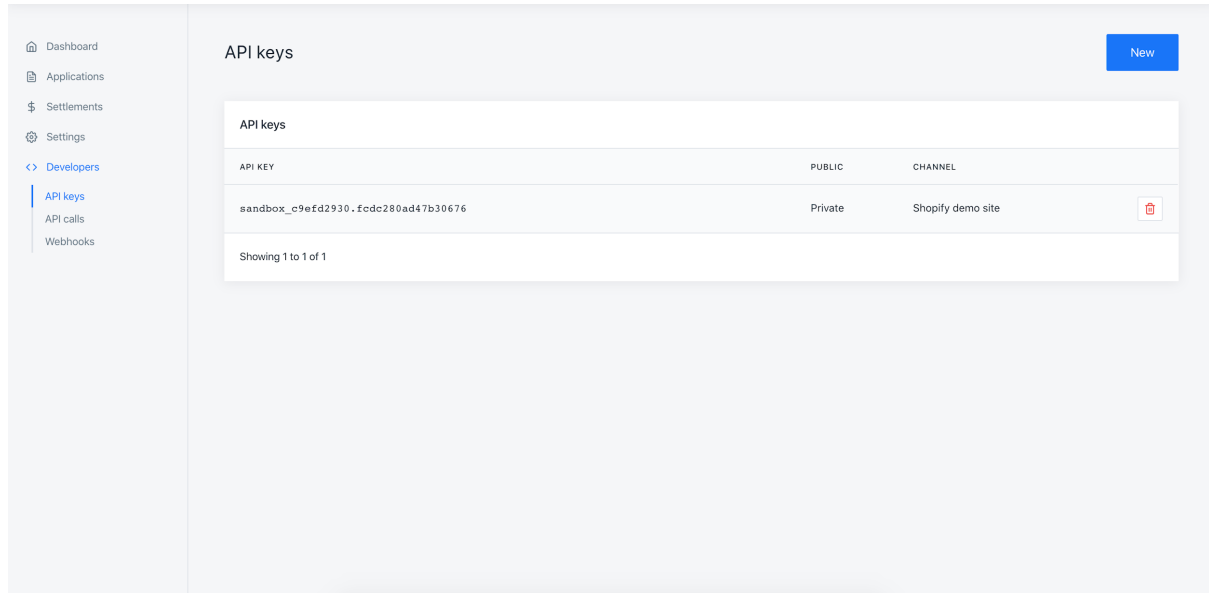 Dashboard
Applications
Settlements
Settings
Developers
API keys
API calls
Webhooks
API keys
New
API keys
API KEY PUBLIC CHANNEL
sandbox_c9efd2930.fcdc280ad47b30676 Private Shopify demo site
Showing 1 to 1 of 1